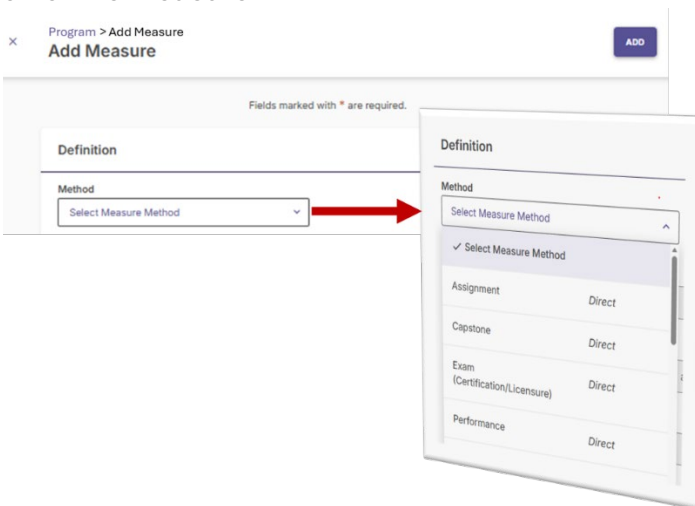 Program > Add Measure
Add Measure
ADD
Fields marked with * are required.
Definition
Method
Select Measure Method
Definition
Method
Select Measure Method
✓ Select Measure Method
Assignment Direct
Capstone Direct
Exam
(Certification/Licensure) Direct
Performance Direct